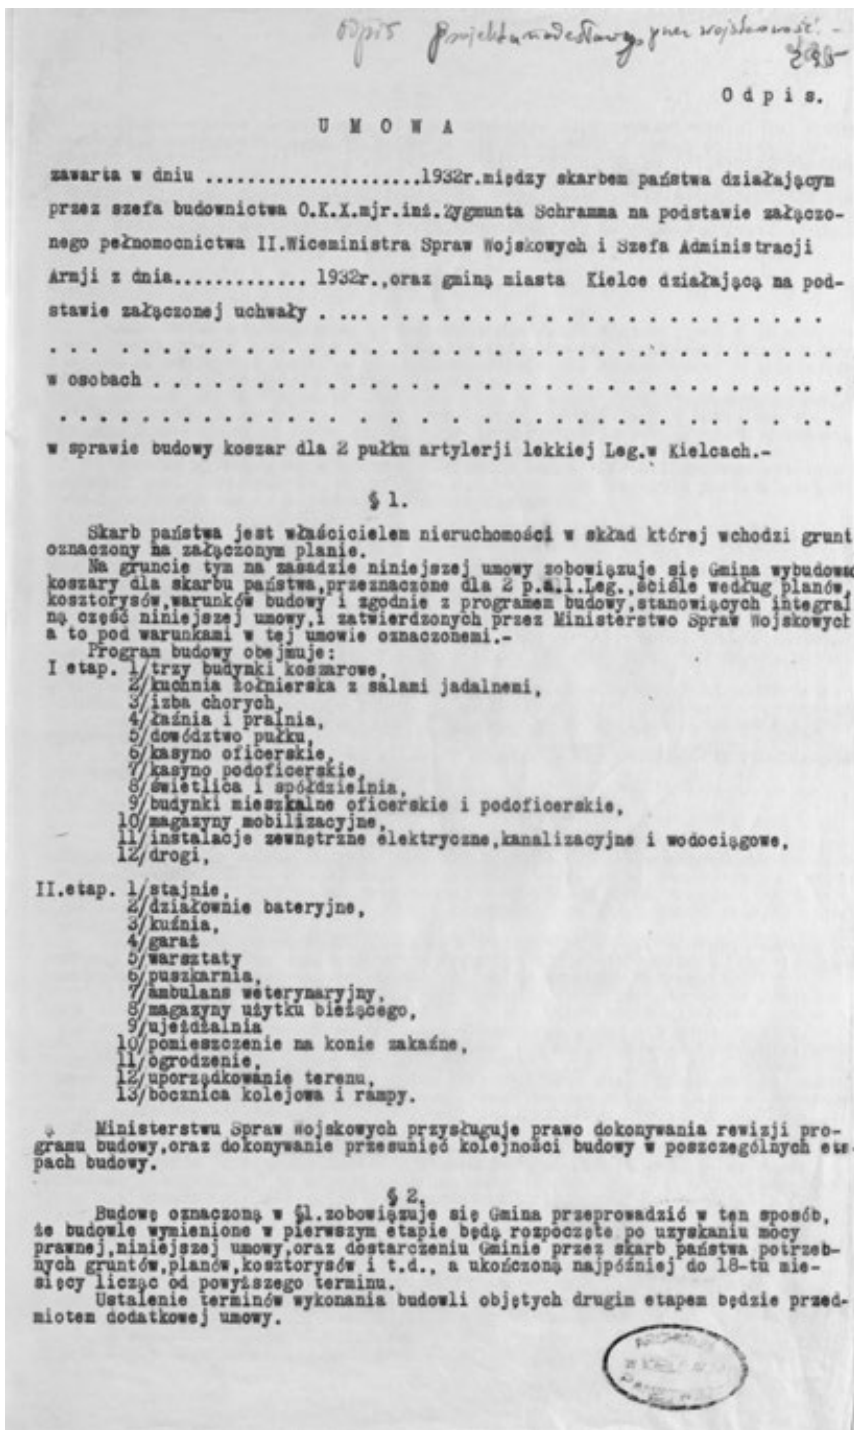 odpis projektu nadesłanego przez wojskowość.-
O d p i s.
U M O W A
zawarta w dniu .....................1932r.między skarbem państwa działającym
przez szefa budownictwa O.K.X.mjr.inż.Zygmunta Schramma na podstawie załączo-
nego pełnomocnictwa II.Wiceministra Spraw Wojskowych i Szefa Administracji
Armji z dnia............. 1932r.,oraz gminą miasta Kielce działającą na pod-
stawie załączonej uchwały . ... . . . . . . . . . . . . . . . . . . . . . . . .
. . . . . . . . . . . . . . . . . . . . . . . . . . . . . . . . . . . . .
w osobach . . . . . . . . . . . . . . . . . . . . . . . . . . . . . .. .
. . . . . . . . . . . . . . . . . . . . . . . . . . . . . . . . . . .
w sprawie budowy koszar dla 2 pułku artylerji lekkiej Leg.w Kielcach.-
§ 1.
Skarb państwa jest właścicielem nieruchomości w skład której wchodzi grunt
oznaczony na załączonym planie.
Na gruncie tym na zasadzie niniejszej umowy zobowiązuje się Gmina wybudować
koszary dla skarbu państwa,przeznaczone dla 2 p.a.l.Leg.,ściśle według planów,
kosztorysów,warunków budowy i zgodnie z programem budowy,stanowiących integral
ną część niniejszej umowy,i zatwierdzonych przez Ministerstwo Spraw Wojskowych
a to pod warunkami w tej umowie oznaczonemi.-
Program budowy obejmuje:
I etap. 1/trzy budynki koszarowe,
2/kuchnia żołnierska z salami jadalnemi,
3/izba chorych,
4/łaźnia i pralnia,
5/dowództwo pułku,
6/kasyno oficerskie,
7/kasyno podoficerskie,
8/świetlica i spółdzielnia,
9/budynki mieszkalne oficerskie i podoficerskie,
10/magazyny mobilizacyjne,
11/instalacje zewnętrzne elektryczne,kanalizacyjne i wodociągowe,
12/drogi,
II.etap. 1/stajnie,
2/działownie bateryjne,
3/kuźnia,
4/garaż
5/warsztaty
6/puszkarnia,
7/ambulans weterynaryjny,
8/magazyny użytku bieżącego,
9/ujeżdżalnia
10/pomieszczenie na konie zakaźne,
11/ogrodzenie,
12/uporządkowanie terenu,
13/bocznica kolejowa i rampy.
Ministerstwu Spraw Wojskowych przysługuje prawo dokonywania rewizji pro-
gramu budowy,oraz dokonywanie przesunięć kolejności budowy w poszczególnych eta-
pach budowy.
§ 2.
Budowę oznaczoną w §1.zobowiązuje się Gmina przeprowadzić w ten sposób,
że budowle wymienione w pierwszym etapie będą rozpoczęte po uzyskaniu mocy
prawnej,niniejszej umowy,oraz dostarczeniu Gminie przez skarb państwa potrzeb-
nych gruntów,planów,kosztorysów i t.d., a ukończoną najpóźniej do 18-tu mie-
sięcy licząc od powyższego terminu.
Ustalenie terminów wykonania budowli objętych drugim etapem będzie przed-
miotem dodatkowej umowy.